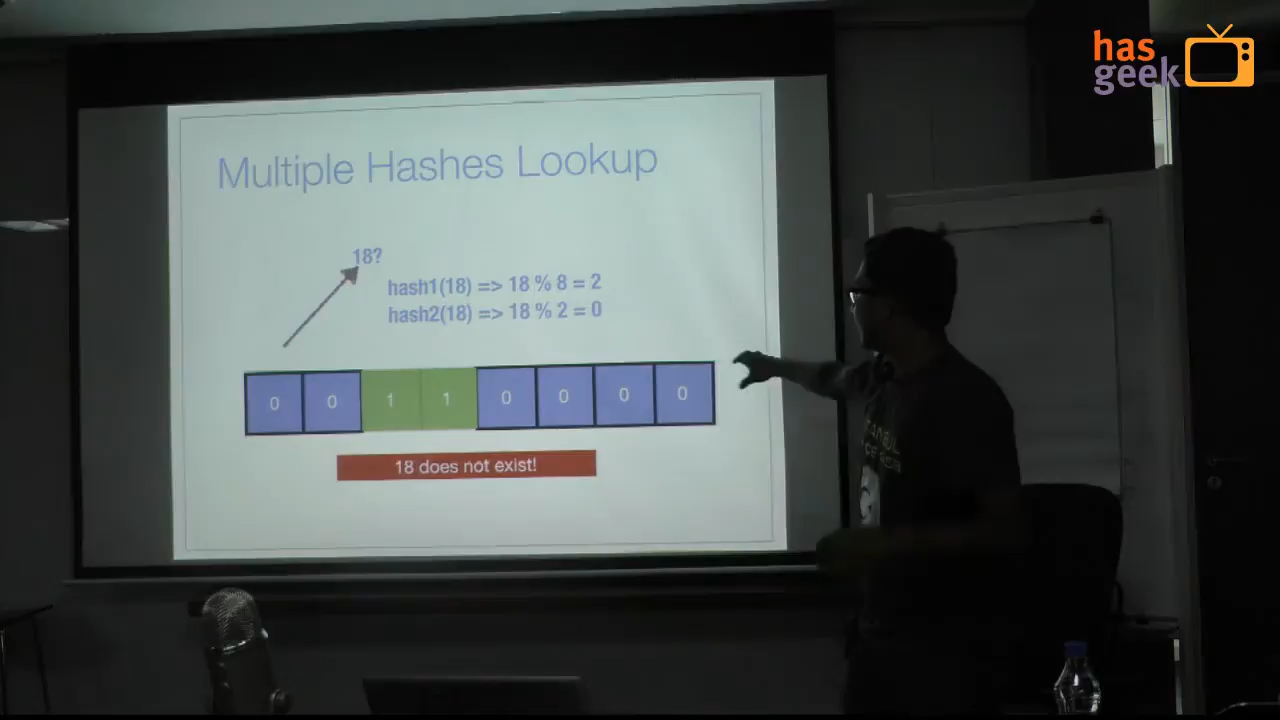 has
geek
Multiple Hashes Lookup
18?
hash1(18) => 18 % 8 = 2
hash2(18) => 18 % 2 = 0
0 0 1 1 0 0 0 0
18 does not exist!